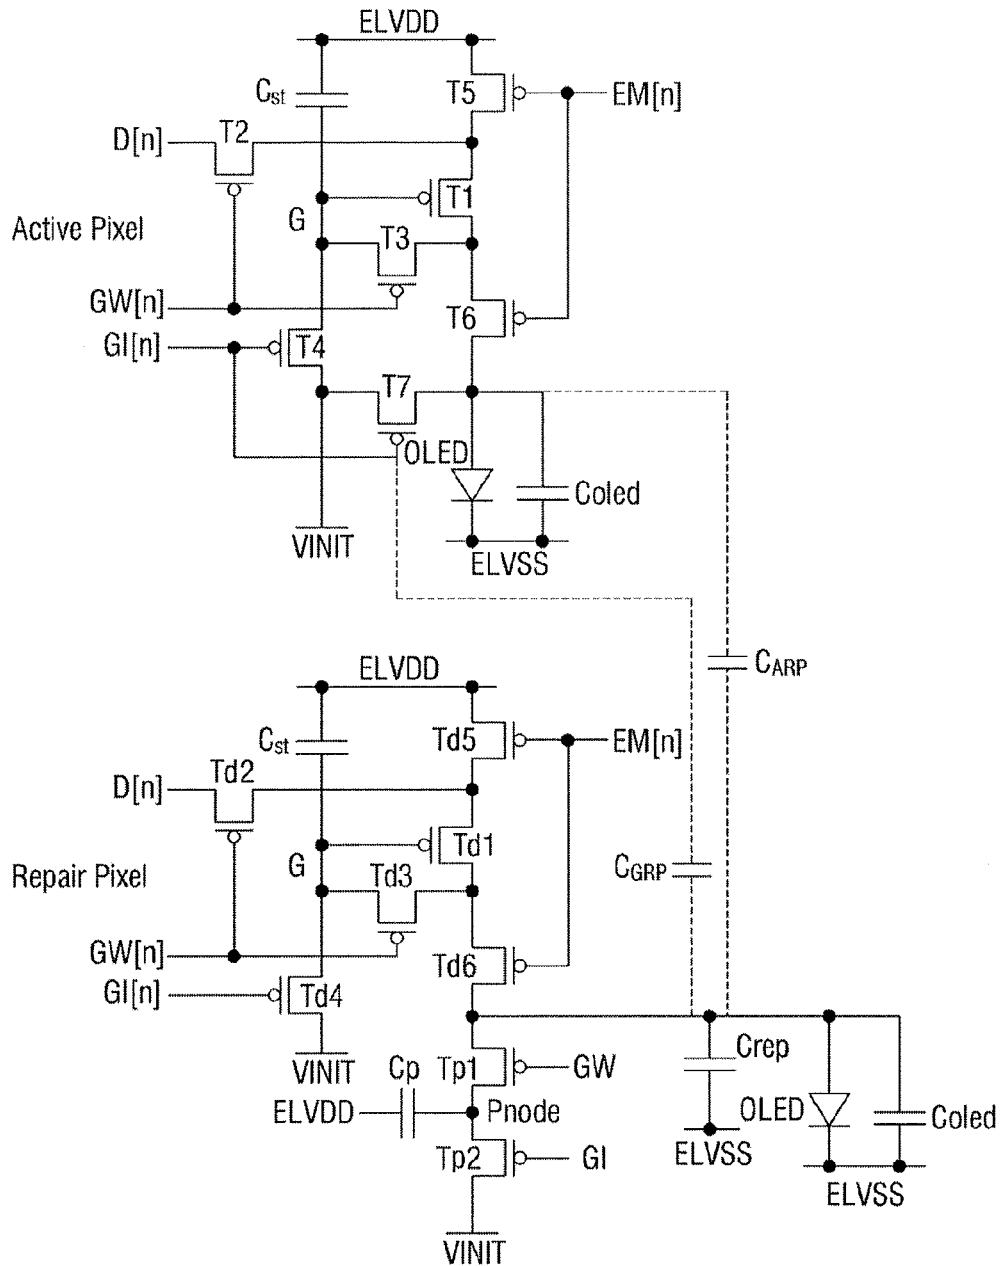 ELVDD
Cst
T5
EM[n]
D[n]
T2
T1
Active Pixel
G
T3
GW[n]
T6
GI[n]
T4
T7
OLED
Coled
VINIT
ELVSS
CARP
ELVDD
Cst
Td5
EM[n]
D[n]
Td2
Td1
CGRP
Repair Pixel
G
Td3
GW[n]
Td6
GI[n]
Td4
Crep
VINIT
Cp
Tp1
GW
OLED
Coled
ELVDD
Pnode
Tp2
GI
ELVSS
ELVSS
VINIT